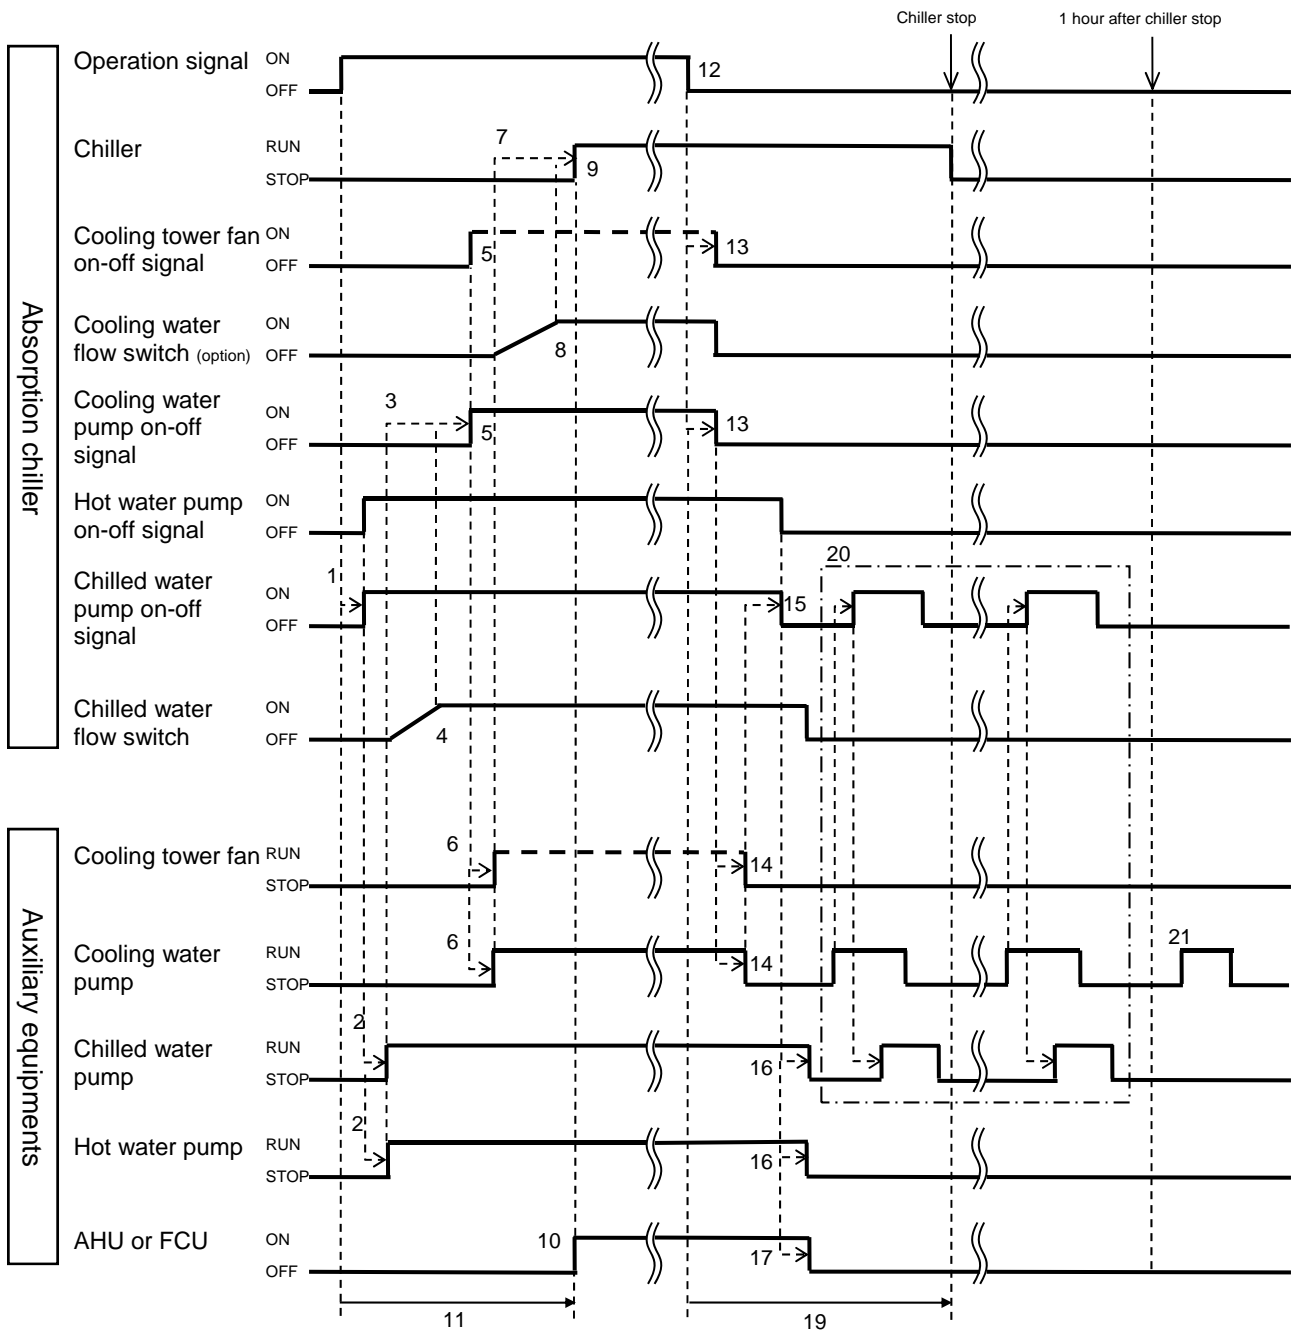 Chiller stop
1 hour after chiller stop
Absorption chiller
Operation signal
ON
OFF
12
Chiller
RUN
STOP
7
9
Cooling tower fan
on-off signal
ON
OFF
5
13
Cooling water
flow switch (option)
ON
OFF
8
Cooling water
pump on-off
signal
ON
OFF
3
5
13
Hot water pump
on-off signal
ON
OFF
20
Chilled water
pump on-off
signal
ON
OFF
1
15
Chilled water
flow switch
ON
OFF
4
Auxiliary equipments
Cooling tower fan
RUN
STOP
6
14
Cooling water
pump
RUN
STOP
6
14
21
Chilled water
pump
RUN
STOP
2
16
Hot water pump
RUN
STOP
2
16
AHU or FCU
ON
OFF
10
17
11
19